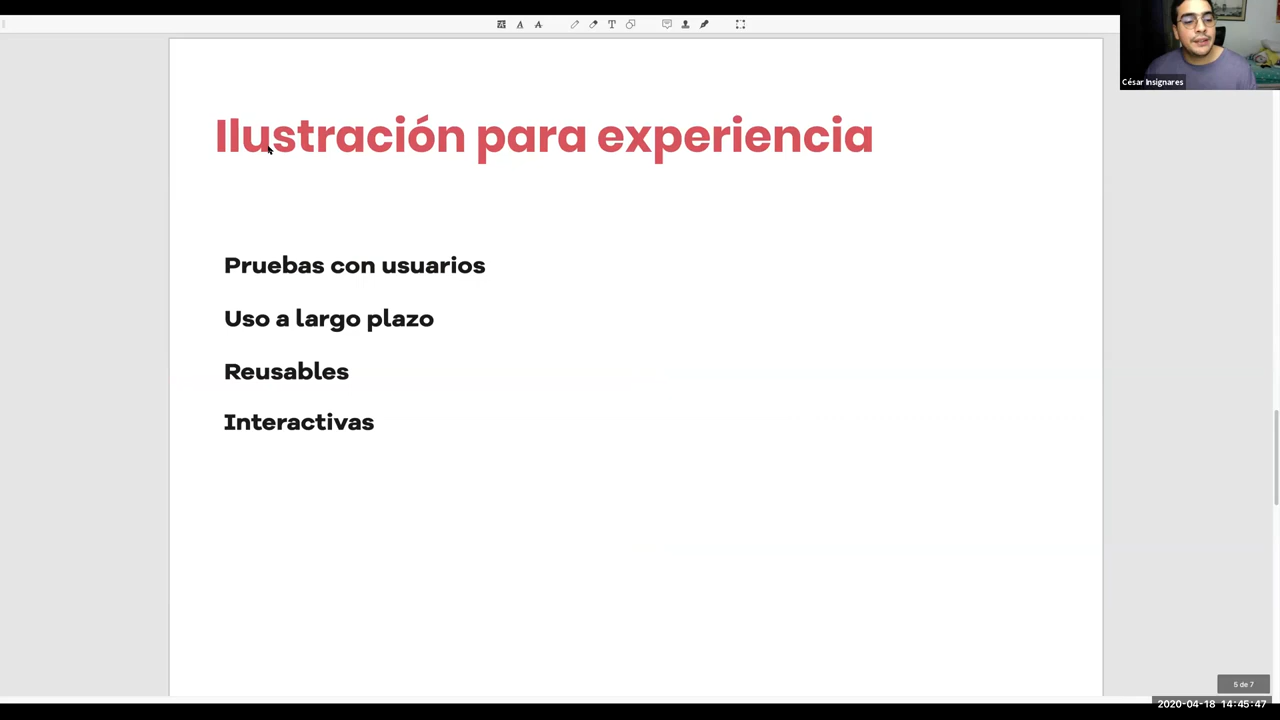 César Insignares
Ilustración para experiencia
Pruebas con usuarios
Uso a largo plazo
Reusables
Interactivas
5 de 7
2020-04-18 14:45:47